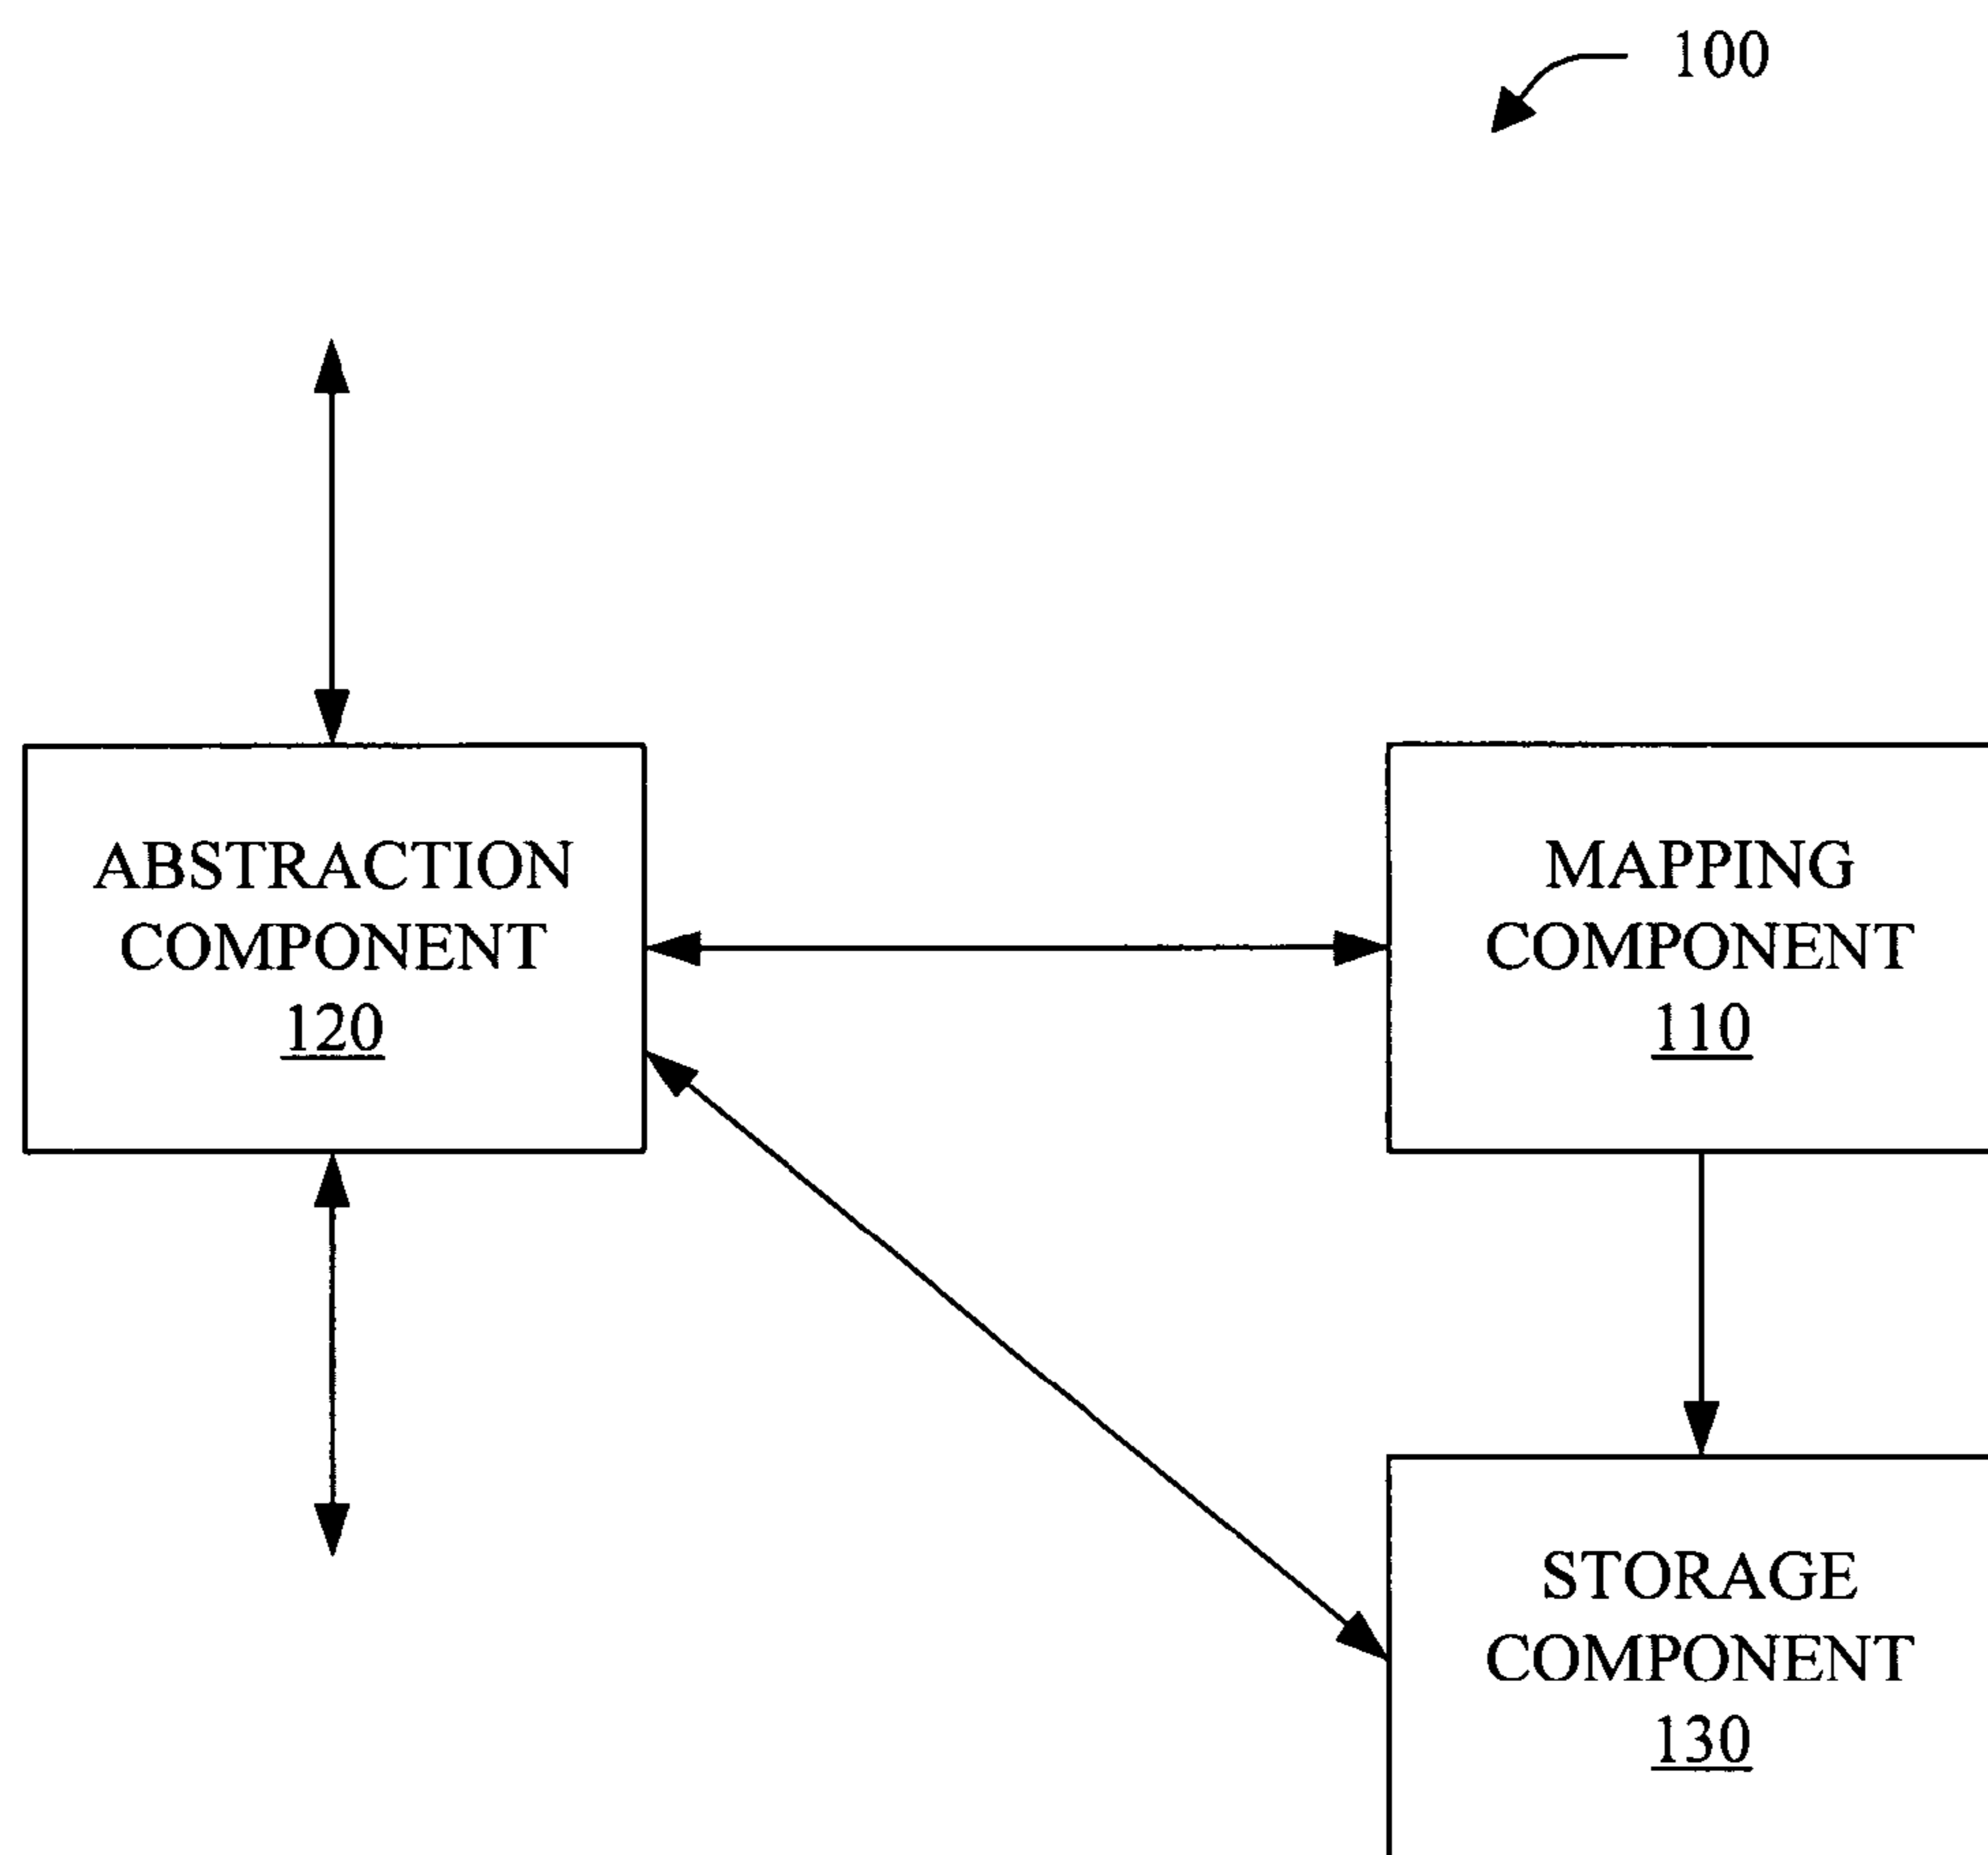 100
ABSTRACTION
COMPONENT
120
MAPPING
COMPONENT
110
STORAGE
COMPONENT
130